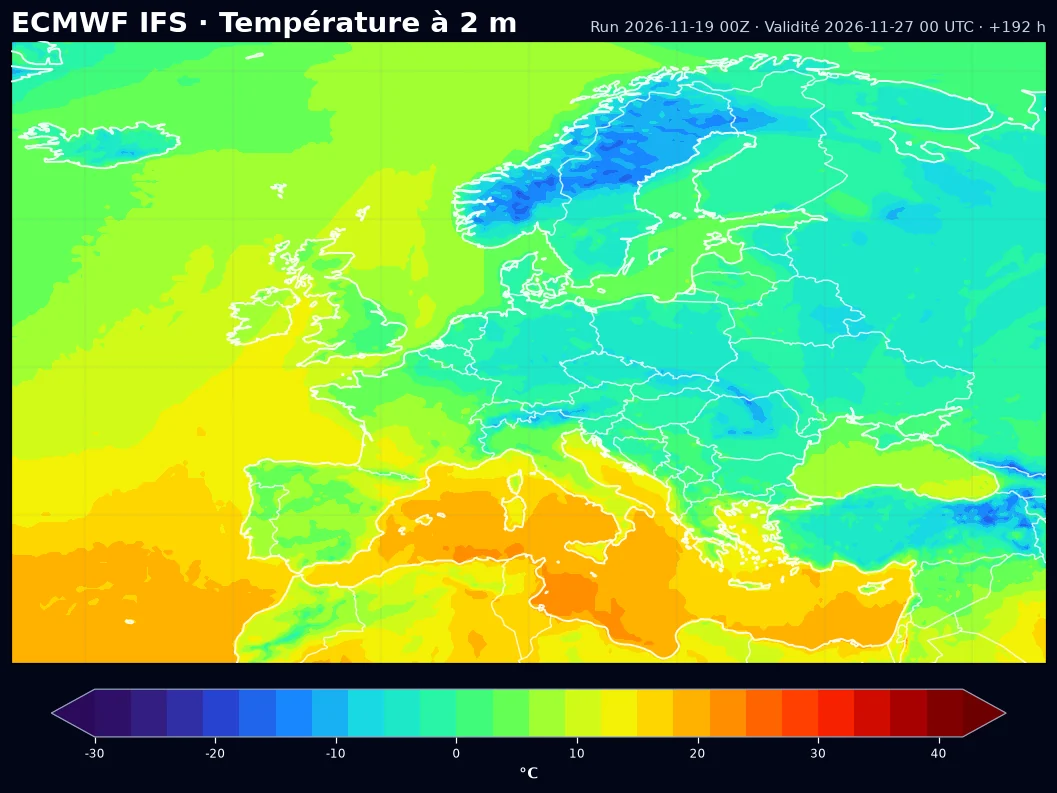 ECMWF IFS · Température à 2 m
Run 2026-11-19 00Z · Validité 2026-11-27 00 UTC · +192 h
-30 -20 -10 0 10 20 30 40
°C